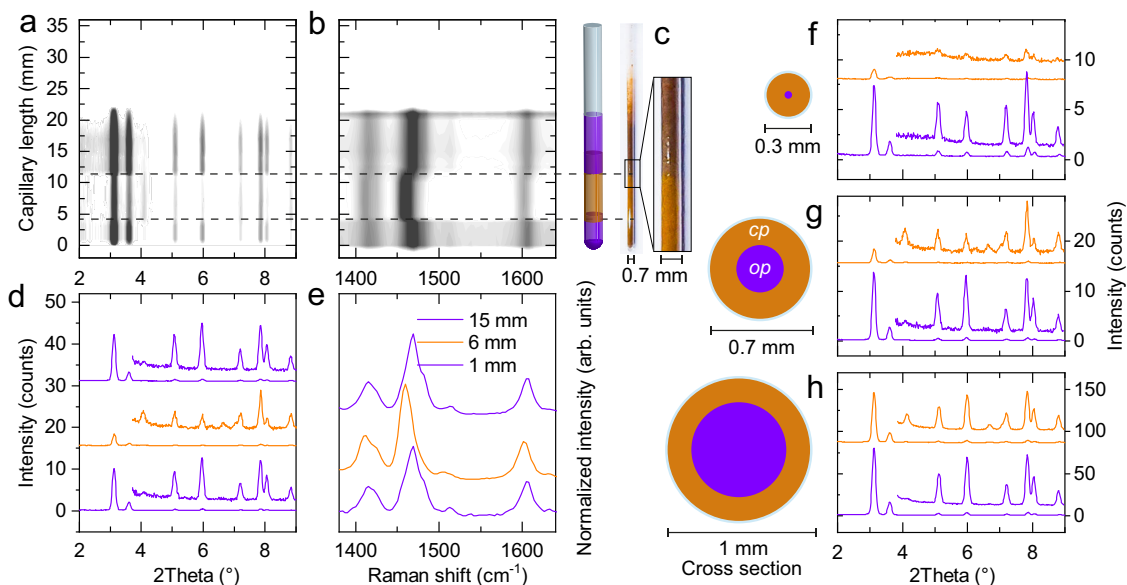 a
b
c
f
Capillary length (mm)
35
30
25
20
15
10
5
0
2
4
6
8
1400
1500
1600
0.7 mm
0.3 mm
10
5
0
g
cp
op
0.7 mm
20
10
0
Intensity (counts)
d
e
Intensity (counts)
50
40
30
20
10
0
15 mm
6 mm
1 mm
Normalized intensity (arb. units)
2
4
6
8
2Theta (°)
1400
1500
1600
Raman shift (cm-1)
h
1 mm
Cross section
150
100
50
0
2
4
6
8
2Theta (°)